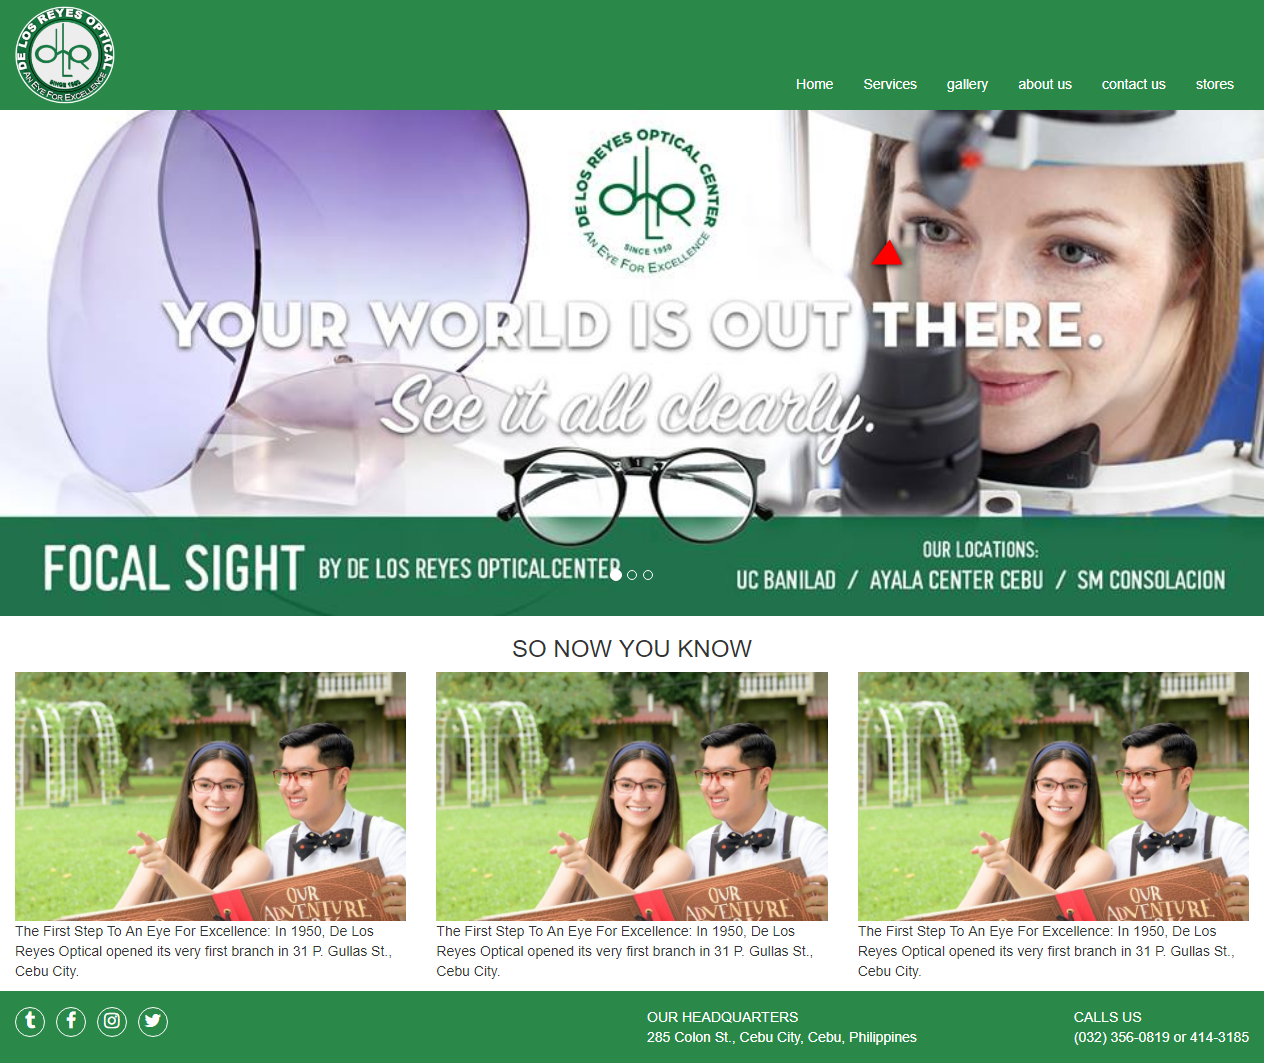 DE LOS REYES OPTICAL
dLR
SINCE 1950
AN EYE FOR EXCELLENCE
Home Services gallery about us contact us stores
DE LOS REYES OPTICAL CENTER
dLR
SINCE 1950
AN EYE FOR EXCELLENCE
YOUR WORLD IS OUT THERE.
See it all clearly.
OUR LOCATIONS:
FOCAL SIGHT BY DE LOS REYES OPTICALCENTER
UC BANILAD / AYALA CENTER CEBU / SM CONSOLACION
SO NOW YOU KNOW
OUR
ADVENTURE
OUR
ADVENTURE
OUR
ADVENTURE
The First Step To An Eye For Excellence: In 1950, De Los
Reyes Optical opened its very first branch in 31 P. Gullas St.,
Cebu City.
The First Step To An Eye For Excellence: In 1950, De Los
Reyes Optical opened its very first branch in 31 P. Gullas St.,
Cebu City.
The First Step To An Eye For Excellence: In 1950, De Los
Reyes Optical opened its very first branch in 31 P. Gullas St.,
Cebu City.
OUR HEADQUARTERS
285 Colon St., Cebu City, Cebu, Philippines
CALLS US
(032) 356-0819 or 414-3185